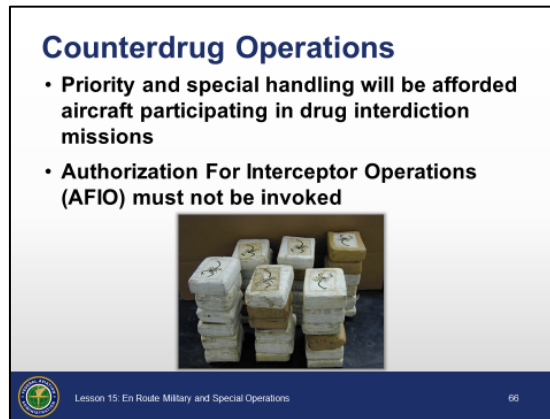 Counterdrug Operations
• Priority and special handling will be afforded
aircraft participating in drug interdiction
missions
• Authorization For Interceptor Operations
(AFIO) must not be invoked
Lesson 15: En Route Military and Special Operations
66